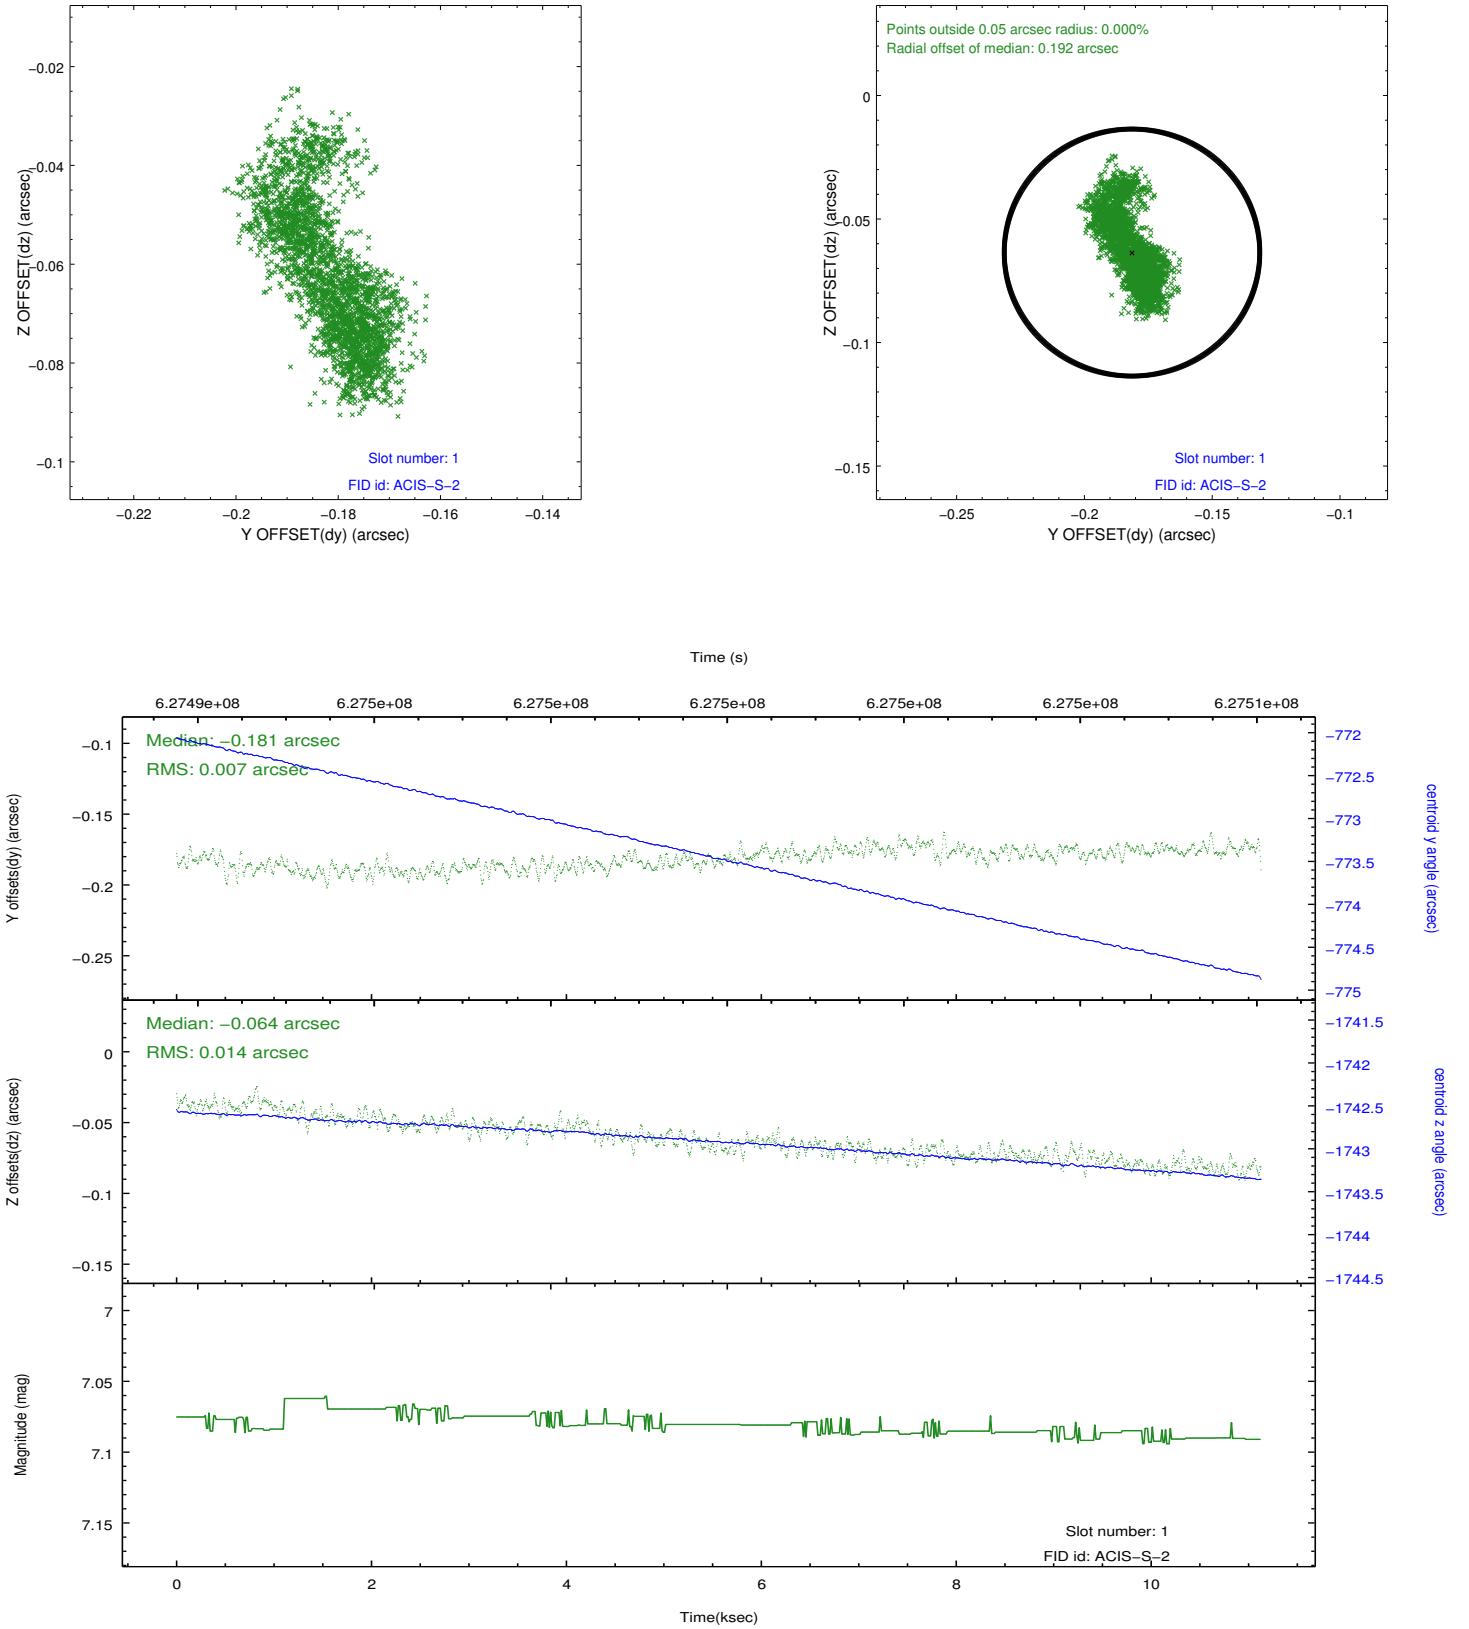 −0.02
−0.04
−0.06
−0.08
−0.1
Z OFFSET(dz) (arcsec)
Slot number: 1
FID id: ACIS−S−2
−0.22
−0.2
−0.18
−0.16
−0.14
Y OFFSET(dy) (arcsec)
Points outside 0.05 arcsec radius: 0.000%
Radial offset of median: 0.192 arcsec
0
−0.05
−0.1
−0.15
Z OFFSET(dz) (arcsec)
Slot number: 1
FID id: ACIS−S−2
−0.25
−0.2
−0.15
−0.1
Y OFFSET(dy) (arcsec)
Time (s)
6.2749e+08
6.275e+08
6.275e+08
6.275e+08
6.275e+08
6.275e+08
6.2751e+08
Median: −0.181 arcsec
RMS: 0.007 arcsec
−0.1
−0.15
−0.2
−0.25
Y offsets(dy) (arcsec)
−772
−772.5
−773
−773.5
−774
−774.5
−775
centroid y angle (arcsec)
Median: −0.064 arcsec
RMS: 0.014 arcsec
0
−0.05
−0.1
−0.15
Z offsets(dz) (arcsec)
−1741.5
−1742
−1742.5
−1743
−1743.5
−1744
−1744.5
centroid z angle (arcsec)
7
7.05
7.1
7.15
Magnitude (mag)
Slot number: 1
FID id: ACIS−S−2
0
2
4
6
8
10
Time(ksec)